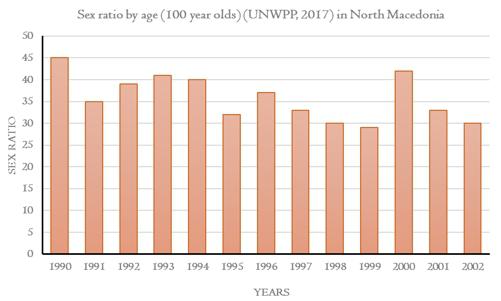 Sex ratio by age (100 year olds) (UNWPP, 2017) in North Macedonia
50
45
40
35
30
25
20
15
10
5
0
SEX RATIO
1990 1991 1992 1993 1994 1995 1996 1997 1998 1999 2000 2001 2002
YEARS